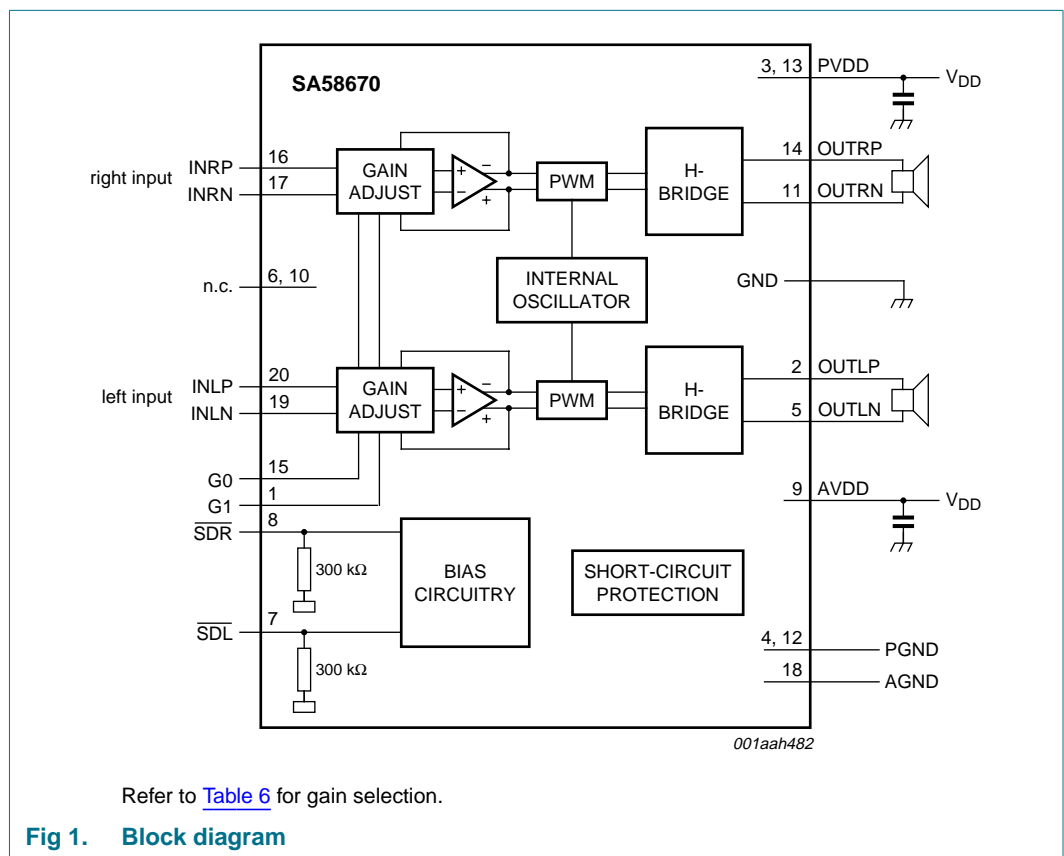 SA58670
3, 13 PVDD
VDD
right input
INRP 16
INRN 17
GAIN
ADJUST
+ −
− +
PWM
H-
BRIDGE
14 OUTRP
11 OUTRN
n.c. 6, 10
INTERNAL
OSCILLATOR
GND
left input
INLP 20
INLN 19
GAIN
ADJUST
+ −
− +
PWM
H-
BRIDGE
2 OUTLP
5 OUTLN
G0 15
G1 1
9 AVDD
VDD
SDR 8
300 kΩ
BIAS
CIRCUITRY
SHORT-CIRCUIT
PROTECTION
SDL 7
300 kΩ
4, 12 PGND
18 AGND
001aah482
Refer to Table 6 for gain selection.
Fig 1. Block diagram